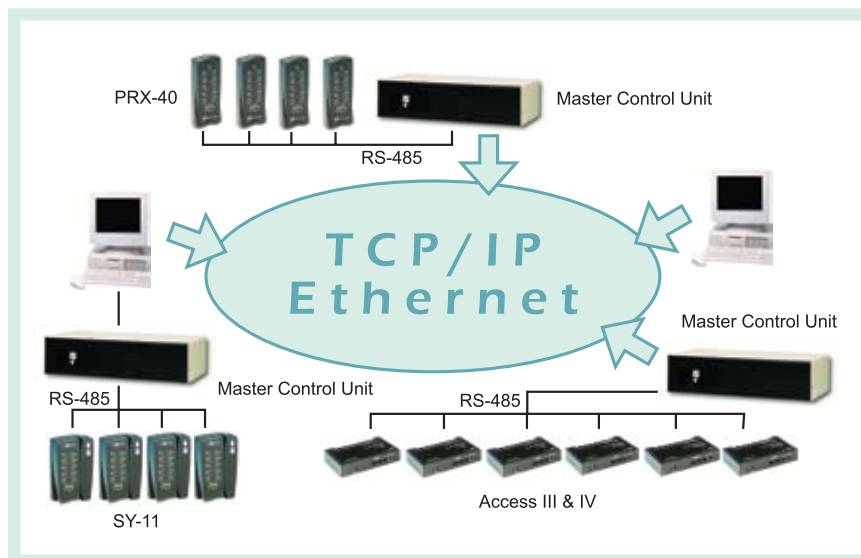 PRX-40
Master Control Unit
RS-485
TCP/IP
Ethernet
Master Control Unit
Master Control Unit
RS-485
RS-485
Access III & IV
SY-11